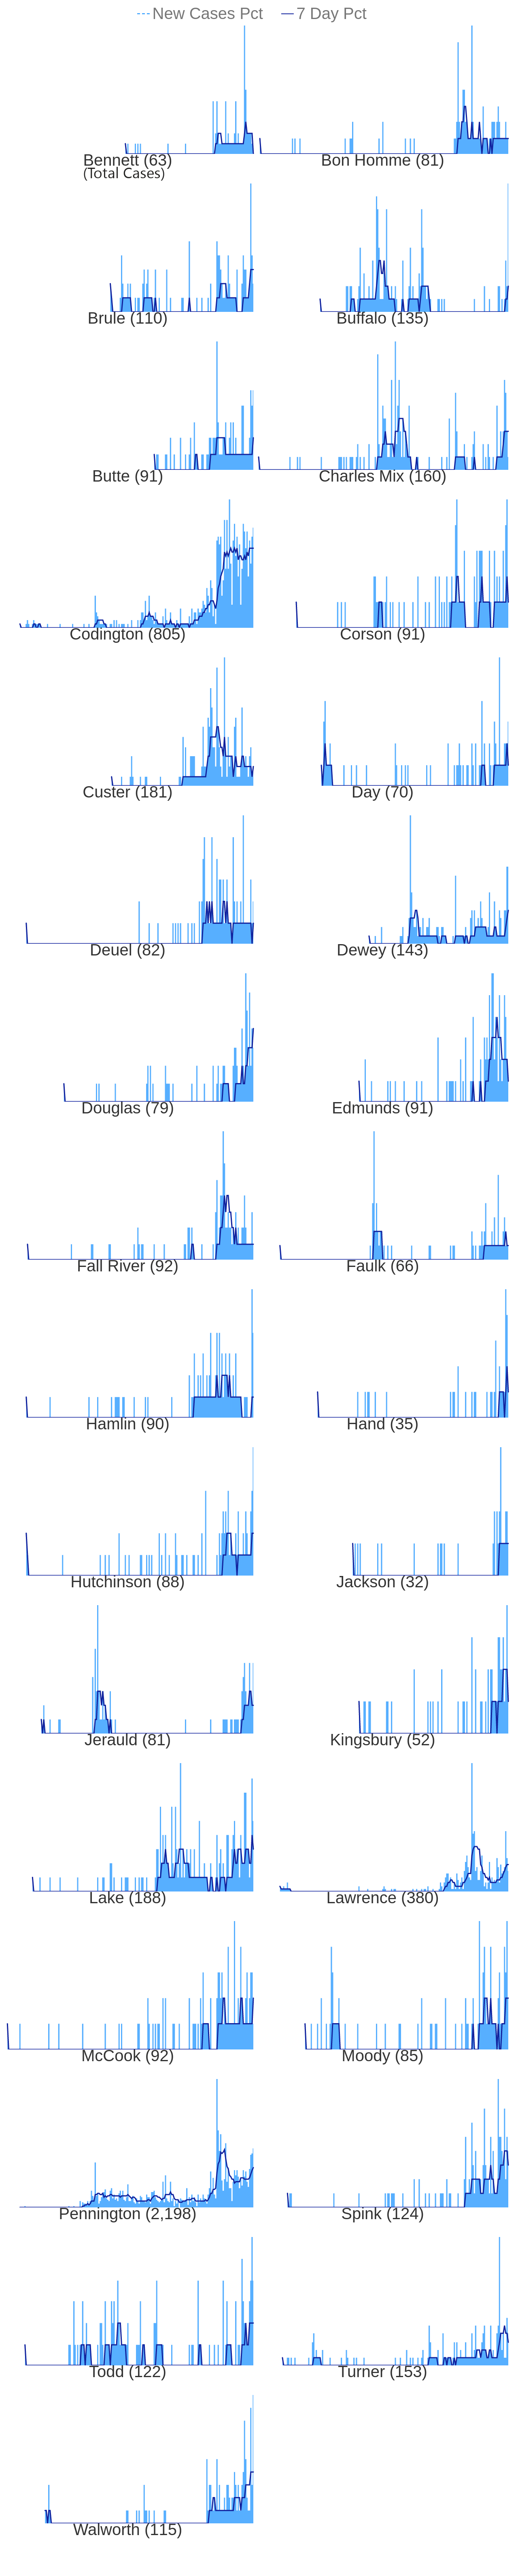 New Cases Pct 7 Day Pct
Bennett (63) Bon Homme (81)
(Total Cases)
Brule (110) Buffalo (135)
Butte (91) Charles Mix (160)
Codington (805) Corson (91)
Custer (181) Day (70)
Deuel (82) Dewey (143)
Douglas (79) Edmunds (91)
Fall River (92) Faulk (66)
Hamlin (90) Hand (35)
Hutchinson (88) Jackson (32)
Jerauld (81) Kingsbury (52)
Lake (188) Lawrence (380)
McCook (92) Moody (85)
Pennington (2,198) Spink (124)
Todd (122) Turner (153)
Walworth (115)